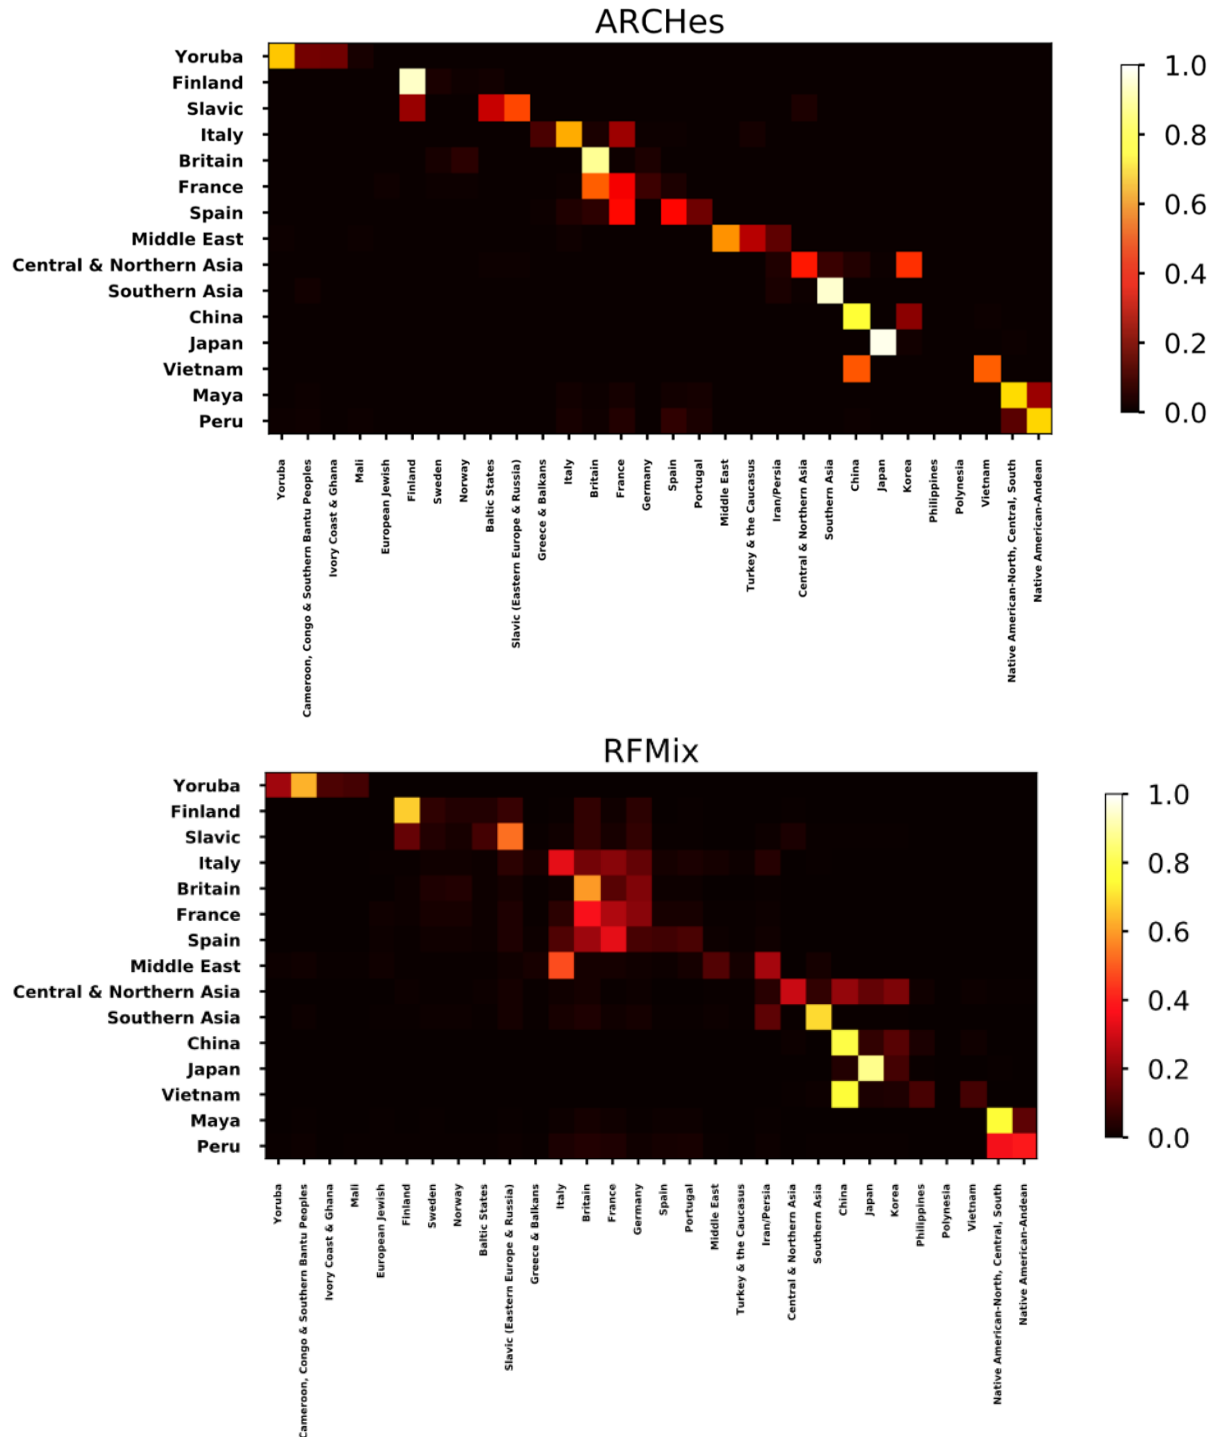 ARCHes
Yoruba
Finland
Slavic
Italy
Britain
France
Spain
Middle East
Central & Northern Asia
Southern Asia
China
Japan
Vietnam
Maya
Peru
1.0
0.8
0.6
0.4
0.2
0.0
Yoruba
Cameroon, Congo & Southern Bantu Peoples
Ivory Coast & Ghana
Mali
European Jewish
Finland
Sweden
Norway
Baltic States
Slavic (Eastern Europe & Russia)
Greece & Balkans
Italy
Britain
France
Germany
Spain
Portugal
Middle East
Turkey & the Caucasus
Iran/Persia
Central & Northern Asia
Southern Asia
China
Japan
Korea
Philippines
Polynesia
Vietnam
Native American-North, Central, South
Native American-Andean
RFMix
Yoruba
Finland
Slavic
Italy
Britain
France
Spain
Middle East
Central & Northern Asia
Southern Asia
China
Japan
Vietnam
Maya
Peru
1.0
0.8
0.6
0.4
0.2
0.0
Yoruba
Cameroon, Congo & Southern Bantu Peoples
Ivory Coast & Ghana
Mali
European Jewish
Finland
Sweden
Norway
Baltic States
Slavic (Eastern Europe & Russia)
Greece & Balkans
Italy
Britain
France
Germany
Spain
Portugal
Middle East
Turkey & the Caucasus
Iran/Persia
Central & Northern Asia
Southern Asia
China
Japan
Korea
Philippines
Polynesia
Vietnam
Native American-North, Central, South
Native American-Andean